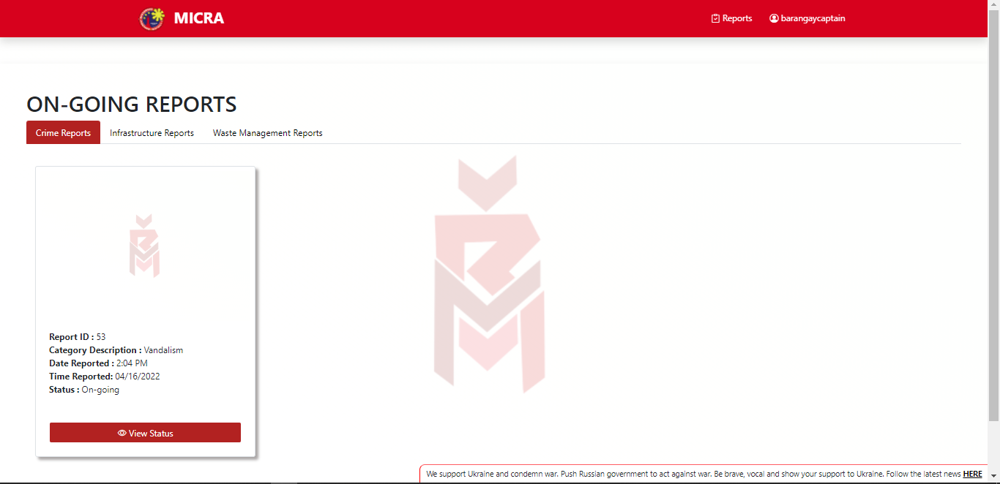 MICRA
Reports
barangaycaptain
ON-GOING REPORTS
Crime Reports
Infrastructure Reports
Waste Management Reports
Report ID : 53
Category Description : Vandalism
Date Reported : 2:04 PM
Time Reported: 04/16/2022
Status : On-going
View Status
We support Ukraine and condemn war. Push Russian government to act against war. Be brave, vocal and show your support to Ukraine. Follow the latest news HERE